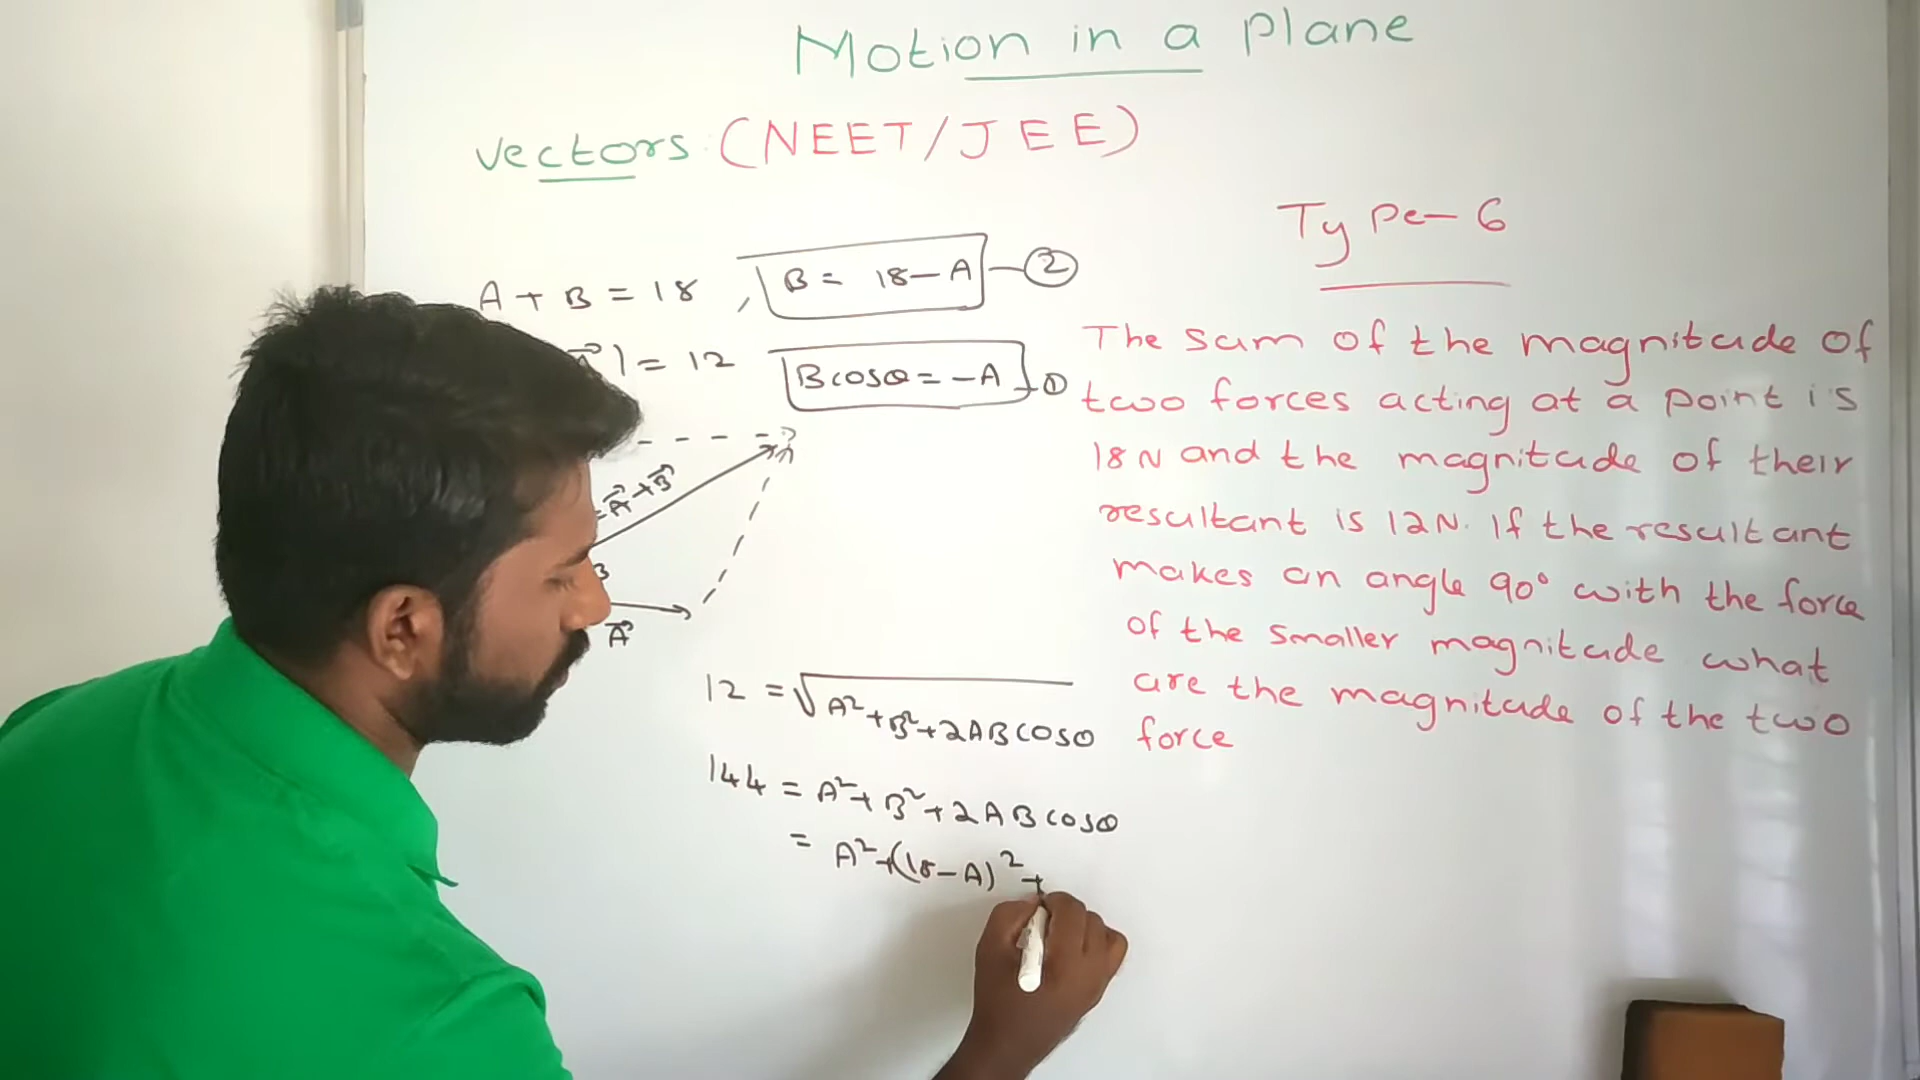 Motion in a plane
vectors (NEET/JEE)
Type-6
A + B = 18 , B = 18-A - ②
) = 12 B cosθ = -A - ①
= A⃗ + B⃗
B
A⃗
12 = √A²+B²+2ABcosθ
144 = A²+B²+2ABcosθ
= A²+(18-A)²+
The sum of the magnitude of
two forces acting at a point is
18N and the magnitude of their
resultant is 12N. If the resultant
makes an angle 90° with the force
of the smaller magnitude what
are the magnitude of the two
force